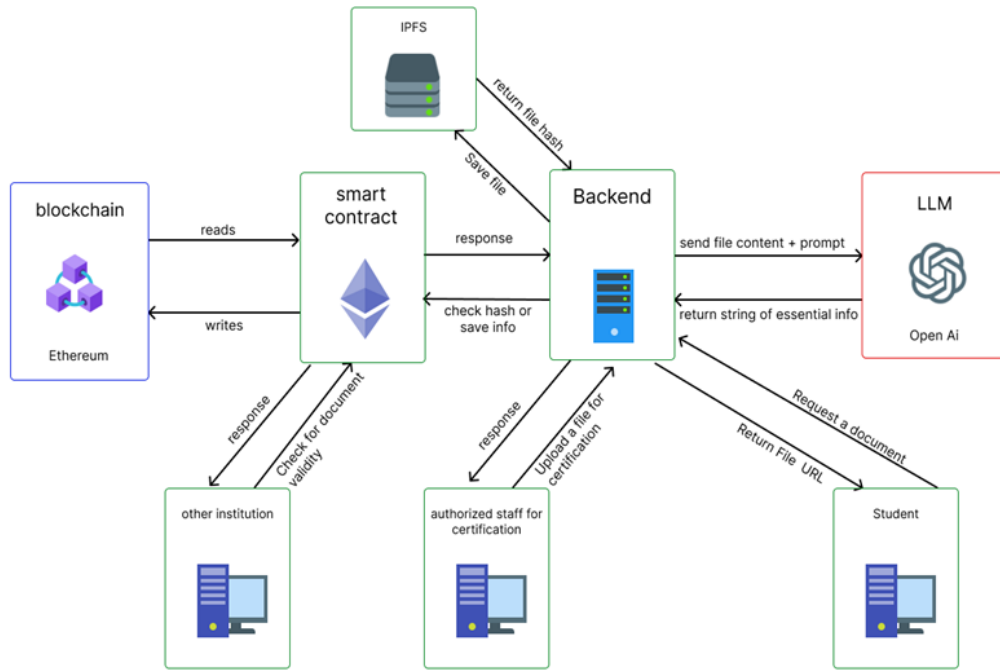 IPFS
return file hash
Save file
blockchain
Ethereum
reads
writes
smart
contract
response
check hash or
save info
Backend
send file content + prompt
return string of essential info
LLM
Open Ai
response
Check for document
validity
response
Upload a file for
certification
Request a document
Return File URL
other institution
authorized staff for
certification
Student